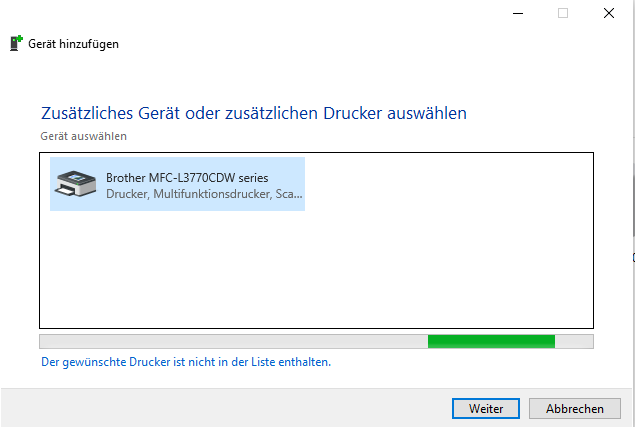 Gerät hinzufügen
Zusätzliches Gerät oder zusätzlichen Drucker auswählen
Gerät auswählen
Brother MFC-L3770CDW series
Drucker, Multifunktionsdrucker, Sca...
Der gewünschte Drucker ist nicht in der Liste enthalten.
Weiter
Abbrechen